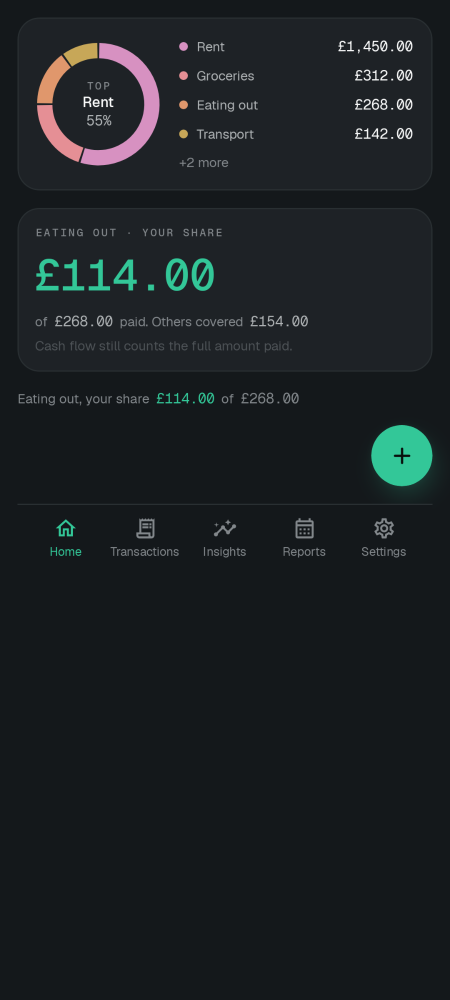 TOP
Rent
55%
Rent £1,450.00
Groceries £312.00
Eating out £268.00
Transport £142.00
+2 more
EATING OUT · YOUR SHARE
£114.00
of £268.00 paid. Others covered £154.00
Cash flow still counts the full amount paid.
Eating out, your share £114.00 of £268.00
+
Home Transactions Insights Reports Settings